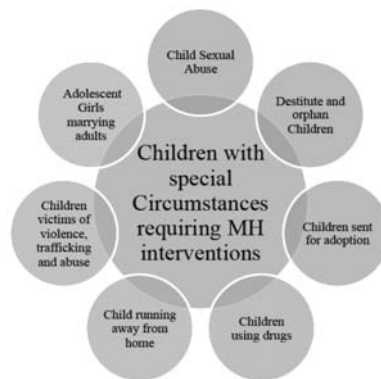 Child Sexual
Abuse
Destitute and
orphan
Children
Children sent
for adoption
Children
using drugs
Child running
away from
home
Children
victims of
violence,
trafficking
and abuse
Adolescent
Girls
marrying
adults
Children with
special
Circumstances
requiring MH
interventions